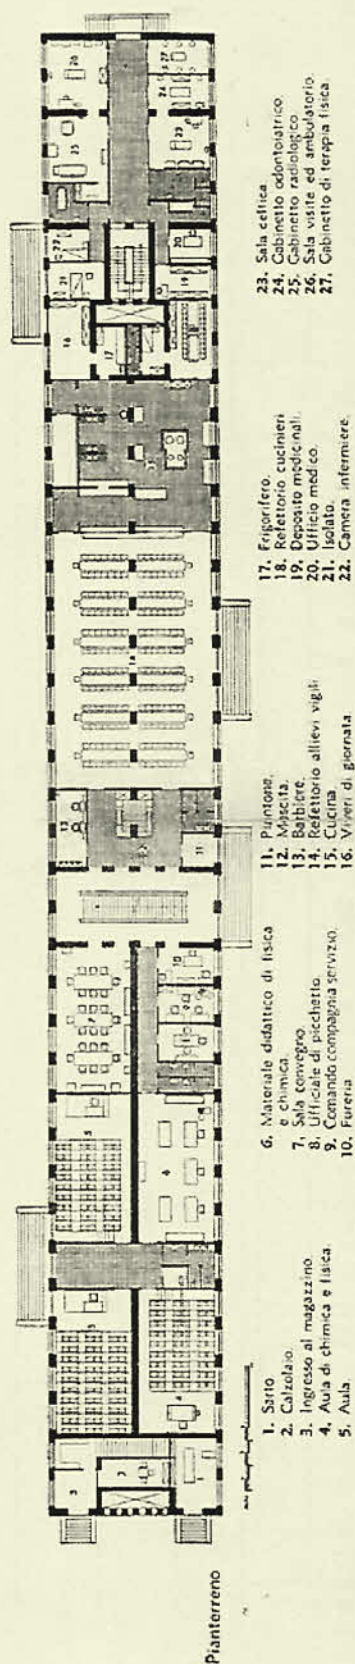 Pianterreno
1. Sarto
2. Calzolaio.
3. Ingresso al magazzino
4. Aula di chimica e fisica.
5. Aula.
6. Materiale didattico di fisica
e chimica.
7. Sala convegno.
8. Ufficiale di picchetto
9. Comando compagnia servizio.
10. Fureria
11. Piantone.
12. Mescita.
13. Barbiere.
14. Refettorio allievi vigili
15. Cucina.
16. Viveri di giornata
17. Frigorifero.
18. Refettorio cucinieri
19. Deposito medicinali.
20. Ufficio medico.
21. Isolato.
22. Camera infermiere.
23. Sala celtica.
24. Gabinetto odontoiatrico.
25. Gabinetto radiologico
26. Sala visite ed ambulatorio.
27. Gabinetto di terapia fisica.